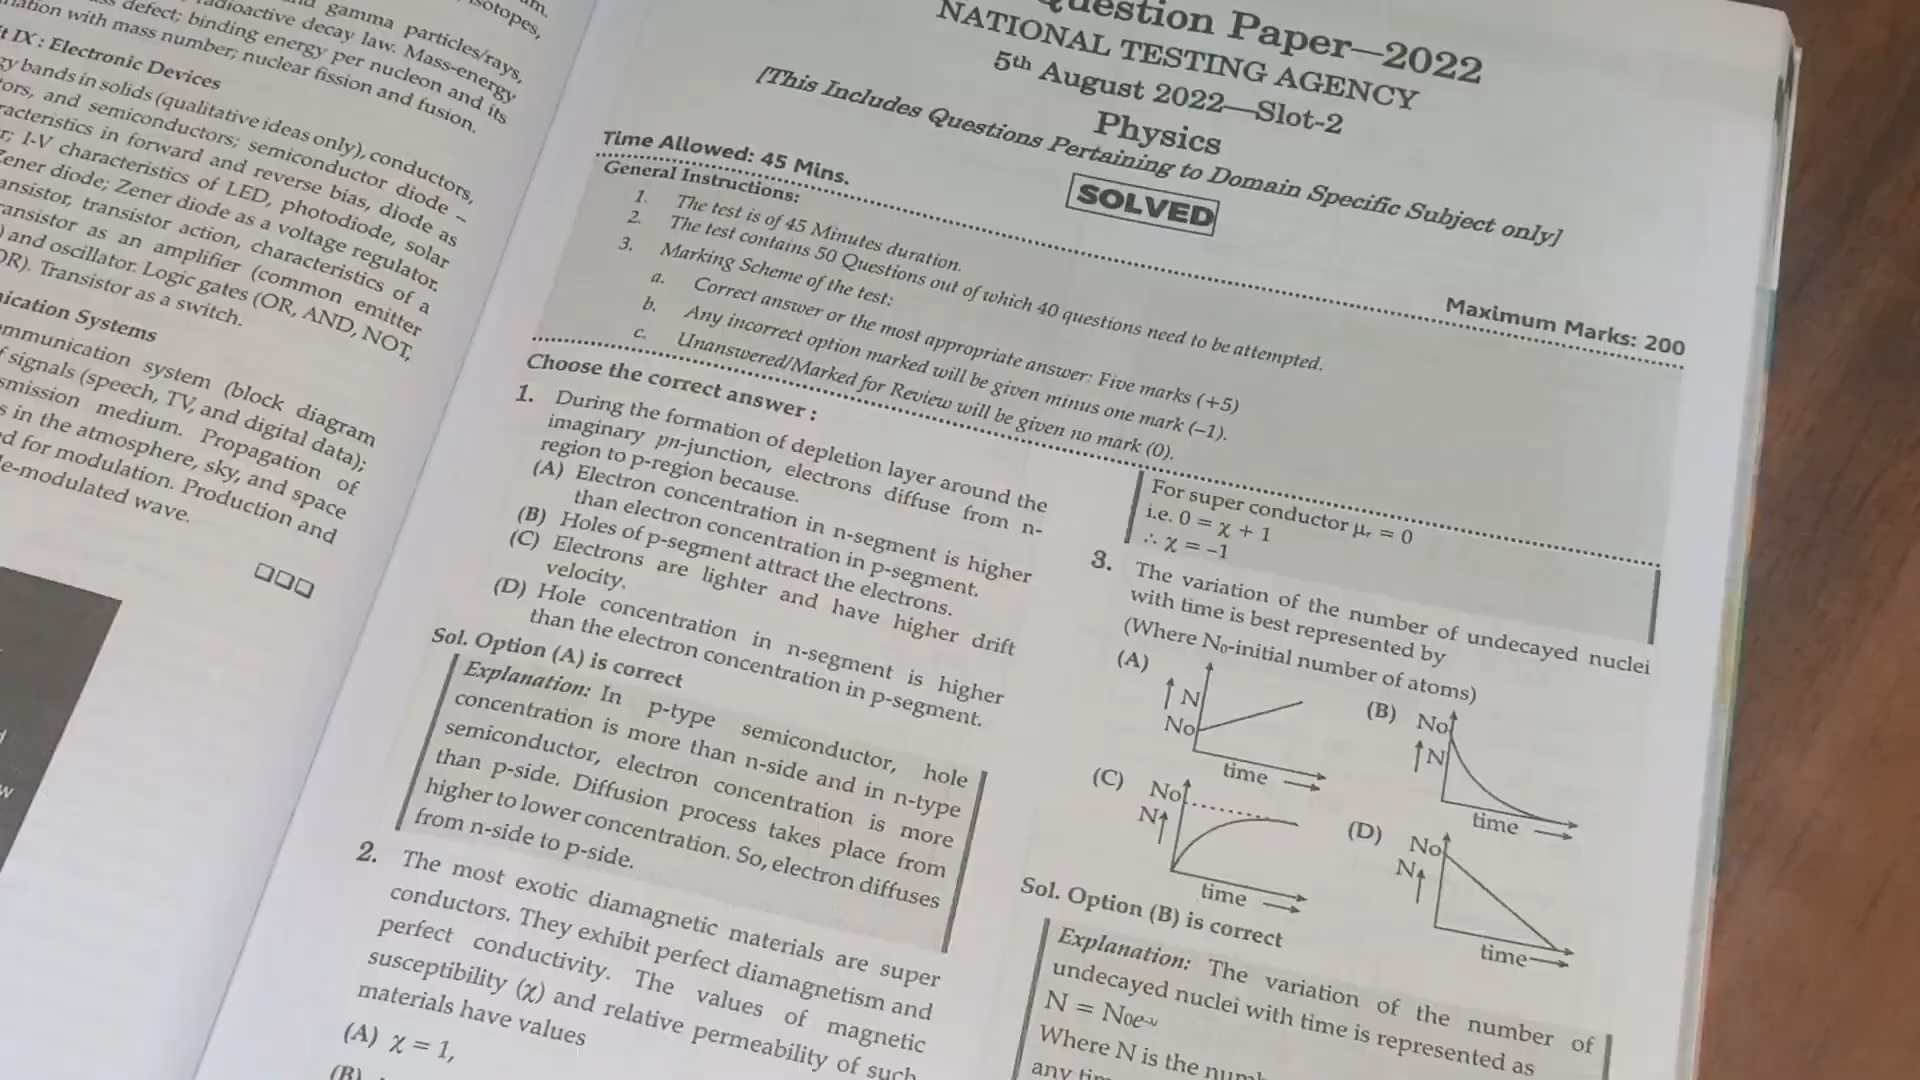 isotopes,
gamma particles/rays,
radioactive decay law. Mass-energy
defect; binding energy per nucleon and its
with mass number; nuclear fission and fusion.
IX : Electronic Devices
bands in solids (qualitative ideas only), conductors,
and semiconductors; semiconductor diode –
I-V characteristics in forward and reverse bias, diode as
I-V characteristics of LED, photodiode, solar
Zener diode; Zener diode as a voltage regulator.
transistor, transistor action, characteristics of a
transistor as an amplifier (common emitter
and oscillator. Logic gates (OR, AND, NOT,
Transistor as a switch.
Systems
communication system (block diagram
signals (speech, TV, and digital data);
medium. Propagation of
in the atmosphere, sky, and space
for modulation. Production and
wave.
Question Paper—2022
NATIONAL TESTING AGENCY
5th August 2022—Slot-2
Physics
[This Includes Questions Pertaining to Domain Specific Subject only]
SOLVED
Time Allowed: 45 Mins.
Maximum Marks: 200
General Instructions:
1. The test is of 45 Minutes duration.
2. The test contains 50 Questions out of which 40 questions need to be attempted.
3. Marking Scheme of the test:
a. Correct answer or the most appropriate answer: Five marks (+5)
b. Any incorrect option marked will be given minus one mark (–1).
c. Unanswered/Marked for Review will be given no mark (0).
Choose the correct answer :
1. During the formation of depletion layer around the
imaginary pn-junction, electrons diffuse from n-
region to p-region because.
(A) Electron concentration in n-segment is higher
than electron concentration in p-segment.
(B) Holes of p-segment attract the electrons.
(C) Electrons are lighter and have higher drift
velocity.
(D) Hole concentration in n-segment is higher
than the electron concentration in p-segment.
Sol. Option (A) is correct
Explanation: In p-type semiconductor, hole
concentration is more than n-side and in n-type
semiconductor, electron concentration is more
than p-side. Diffusion process takes place from
higher to lower concentration. So, electron diffuses
from n-side to p-side.
2. The most exotic diamagnetic materials are super
conductors. They exhibit perfect diamagnetism and
perfect conductivity. The values of magnetic
susceptibility (χ) and relative permeability of such
materials have values
(A) χ = 1,
(B)
For super conductor μr = 0
i.e. 0 = χ + 1
∴ χ = –1
3. The variation of the number of undecayed nuclei
with time is best represented by
(Where N₀-initial number of atoms)
(A) ↑ N No time
(B) No ↑N time
(C) No N↑ time
(D) No N↑ time
Sol. Option (B) is correct
Explanation: The variation of the number of
undecayed nuclei with time is represented as
N = N₀e
Where N is the
any